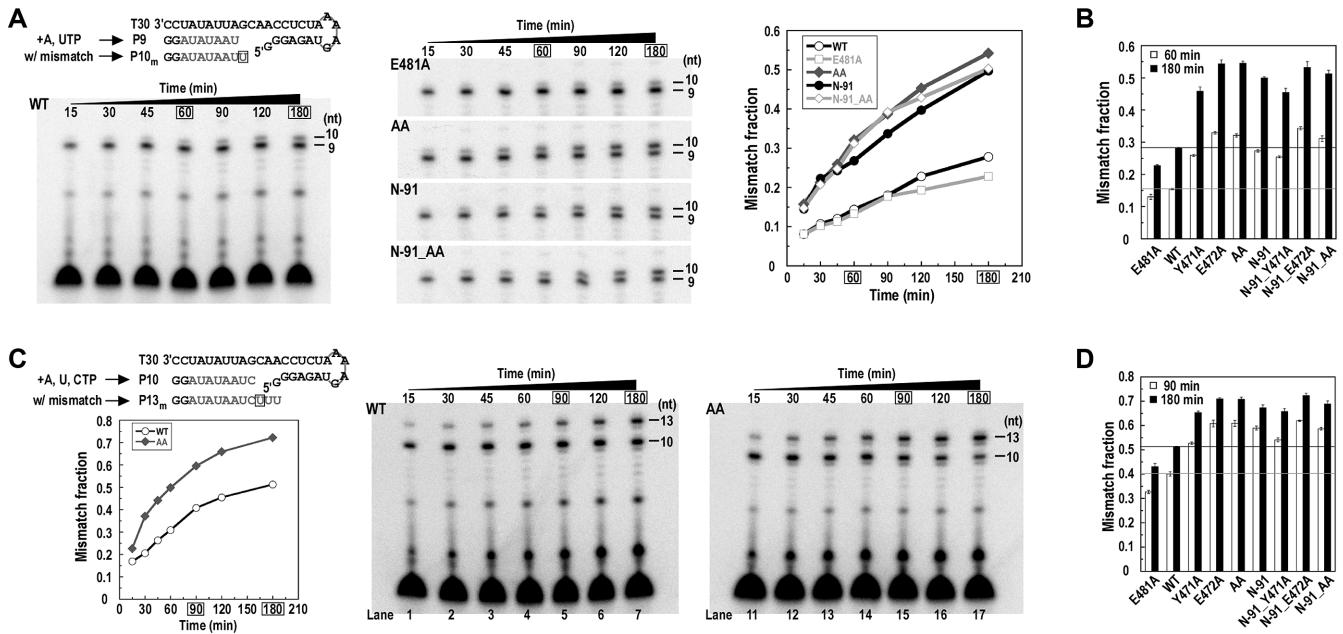 A
T30 3'CCUAUAUUAGCAACCUCUA A A A G
+A, UTP P9 GGAUAUAAU 5'GGGAGAU
w/ mismatch P10m GGAUAUAAUU
WT
Time (min)
15 30 45 60 90 120 180
(nt)
10
9
Time (min)
15 30 45 60 90 120 180
(nt)
E481A
10
9
AA
10
9
N-91
10
9
N-91_AA
10
9
Mismatch fraction
0.6
0.5
0.4
0.3
0.2
0.1
0
WT
E481A
AA
N-91
N-91_AA
0 30 60 90 120 150 180 210
Time (min)
B
Mismatch fraction
0.6
0.5
0.4
0.3
0.2
0.1
0
60 min
180 min
E481A WT Y471A E472A AA N-91 N-91_Y471A N-91_E472A N-91_AA
C
T30 3'CCUAUAUUAGCAACCUCUA A A A G
+A, U, CTP P10 GGAUAUAAUC 5'GGGAGAU
w/ mismatch P13m GGAUAUAAUCUUU
Mismatch fraction
0.8
0.7
0.6
0.5
0.4
0.3
0.2
0.1
0
WT
AA
0 30 60 90 120 150 180 210
Time (min)
Time (min)
15 30 45 60 90 120 180
(nt)
WT
13
10
Lane 1 2 3 4 5 6 7
Time (min)
15 30 45 60 90 120 180
(nt)
AA
13
10
Lane 11 12 13 14 15 16 17
D
Mismatch fraction
0.8
0.7
0.6
0.5
0.4
0.3
0.2
0.1
0
90 min
180 min
E481A WT Y471A E472A AA N-91 N-91_Y471A N-91_E472A N-91_AA